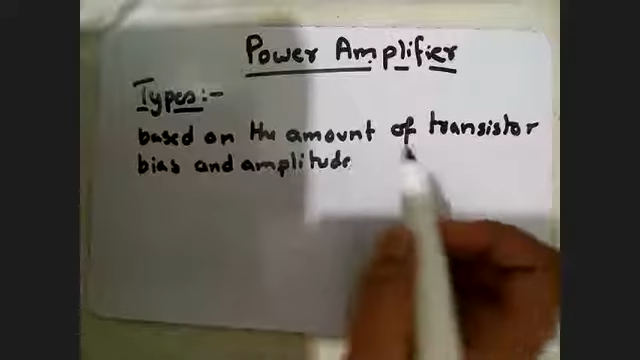 Power Amplifier
Types:-
based on the amount of transistor
bias and amplitude